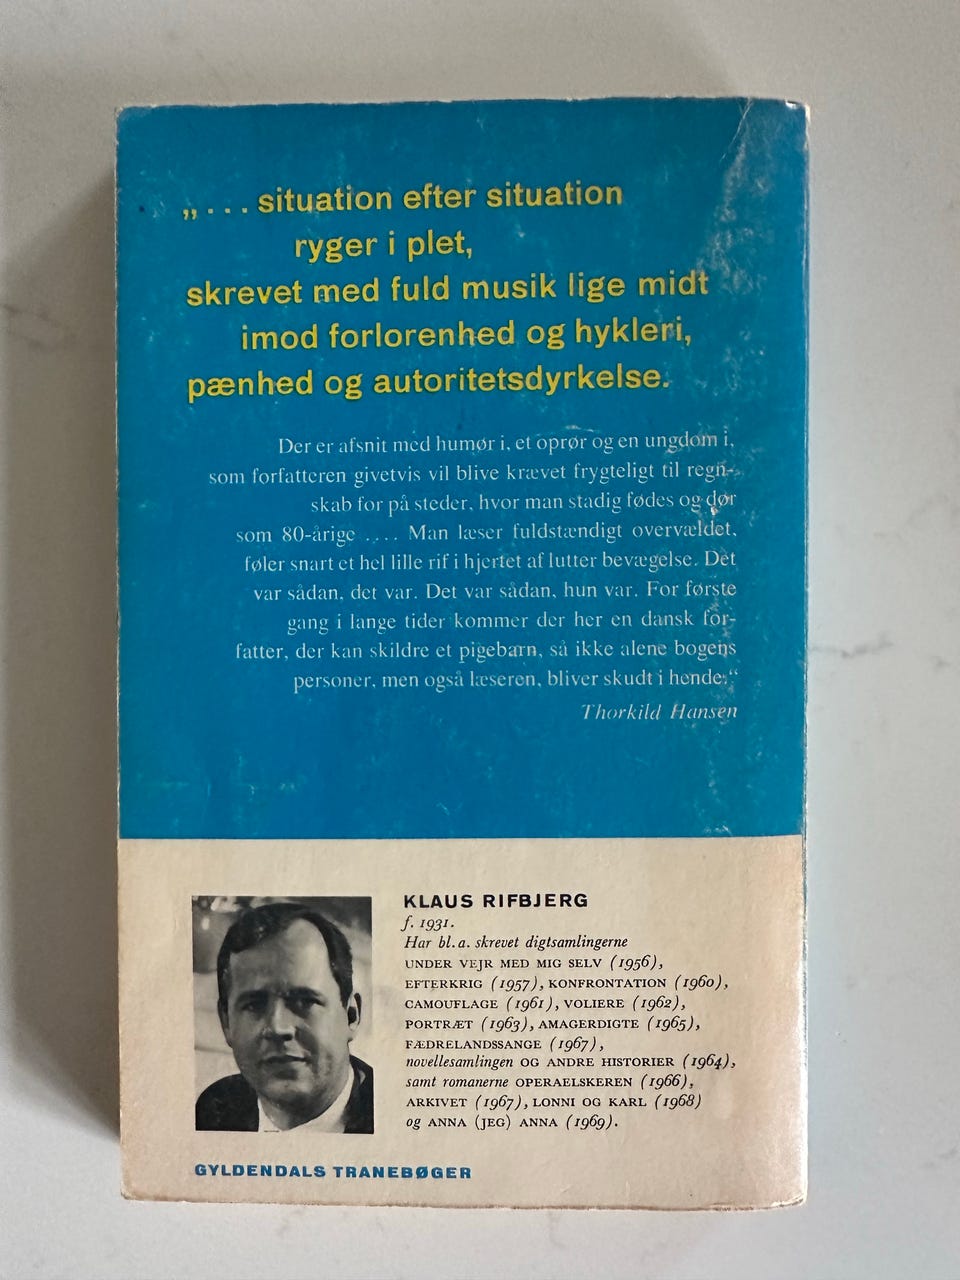 „... situation efter situation
ryger i plet,
skrevet med fuld musik lige midt
imod forlorenhed og hykleri,
pænhed og autoritetsdyrkelse.
Der er afsnit med humør i, et oprør og en ungdom i,
som forfatteren givetvis vil blive krævet frygteligt til regn-
skab for på steder, hvor man stadig fødes og dør
som 80-årige .... Man læser fuldstændigt overvældet,
føler snart et hel lille rif i hjertet af lutter bevægelse. Det
var sådan, det var. Det var sådan, hun var. For første
gang i lange tider kommer der her en dansk for-
fatter, der kan skildre et pigebarn, så ikke alene bogens
personer, men også læseren, bliver skudt i hende.“
Thorkild Hansen
KLAUS RIFBJERG
f. 1931.
Har bl.a. skrevet digtsamlingerne
UNDER VEJR MED MIG SELV (1956),
EFTERKRIG (1957), KONFRONTATION (1960),
CAMOUFLAGE (1961), VOLIERE (1962),
PORTRÆT (1963), AMAGERDIGTE (1965),
FÆDRELANDSSANGE (1967),
novellesamlingen OG ANDRE HISTORIER (1964),
samt romanerne OPERAELSKEREN (1966),
ARKIVET (1967), LONNI OG KARL (1968)
og ANNA (JEG) ANNA (1969).
GYLDENDALS TRANEBØGER